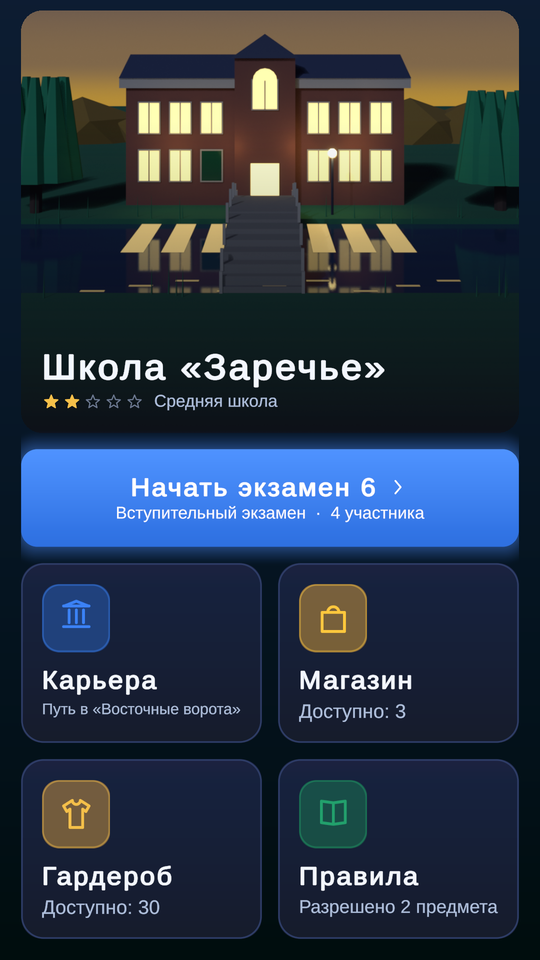 Школа «Заречье»
Средняя школа
Начать экзамен 6
Вступительный экзамен · 4 участника
Карьера
Путь в «Восточные ворота»
Магазин
Доступно: 3
Гардероб
Доступно: 30
Правила
Разрешено 2 предмета